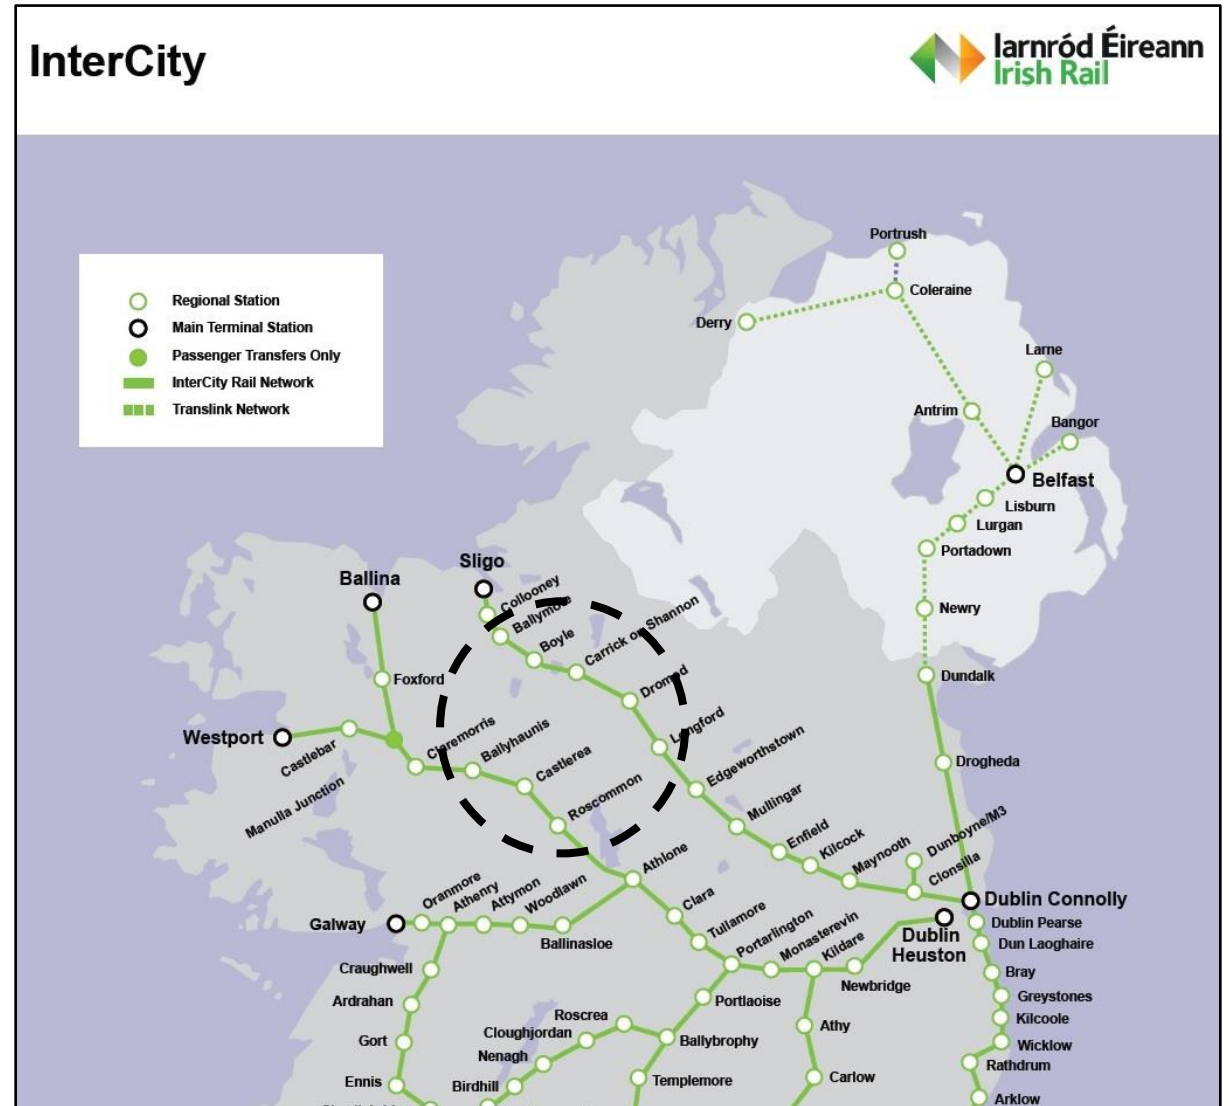 InterCity
Iarnród Éireann
Irish Rail
Regional Station
Main Terminal Station
Passenger Transfers Only
InterCity Rail Network
Translink Network
Portrush
Coleraine
Derry
Larne
Antrim
Bangor
Belfast
Lisburn
Lurgan
Portadown
Newry
Dundalk
Drogheda
Sligo
Collooney
Ballymote
Boyle
Carrick on Shannon
Dromod
Longford
Edgeworthstown
Mullingar
Enfield
Kilcock
Maynooth
Dunboyne/M3
Clonsilla
Ballina
Foxford
Westport
Castlebar
Manulla Junction
Claremorris
Ballyhaunis
Castlerea
Roscommon
Athlone
Clara
Tullamore
Portarlington
Monasterevin
Kildare
Newbridge
Dublin
Heuston
Dublin Connolly
Dublin Pearse
Dun Laoghaire
Bray
Greystones
Kilcoole
Wicklow
Rathdrum
Arklow
Galway
Oranmore
Athenry
Attymon
Woodlawn
Ballinasloe
Craughwell
Ardrahan
Gort
Ennis
Roscrea
Cloughjordan
Nenagh
Birdhill
Portlaoise
Ballybrophy
Templemore
Athy
Carlow